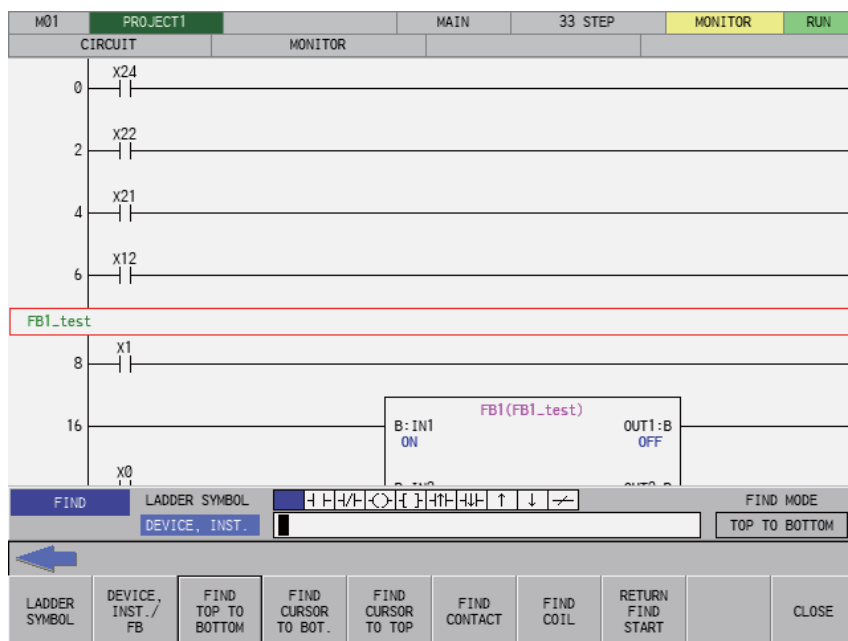 M01 PROJECT1 MAIN 33 STEP MONITOR RUN
CIRCUIT MONITOR
X24
0
X22
2
X21
4
X12
6
FB1_test
X1
8
FB1(FB1_test)
16 B:IN1 OUT1:B
ON OFF
X0
FIND LADDER SYMBOL FIND MODE
DEVICE, INST. TOP TO BOTTOM
LADDER SYMBOL
DEVICE, INST./ FB
FIND TOP TO BOTTOM
FIND CURSOR TO BOT.
FIND CURSOR TO TOP
FIND CONTACT
FIND COIL
RETURN FIND START
CLOSE